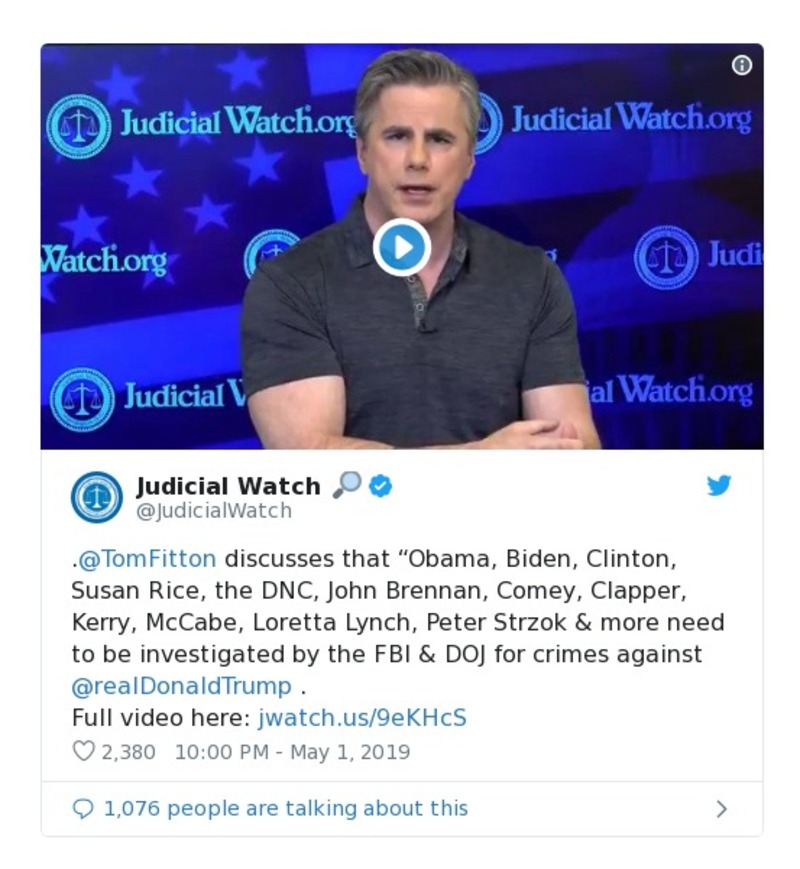 Judicial Watch.org
Judicial Watch.org
Watch.org
Judi
Judicial W
ial Watch.org
Judicial Watch
@JudicialWatch
.@TomFitton discusses that “Obama, Biden, Clinton,
Susan Rice, the DNC, John Brennan, Comey, Clapper,
Kerry, McCabe, Loretta Lynch, Peter Strzok & more need
to be investigated by the FBI & DOJ for crimes against
@realDonaldTrump .
Full video here: jwatch.us/9eKHcS
2,380 10:00 PM - May 1, 2019
1,076 people are talking about this